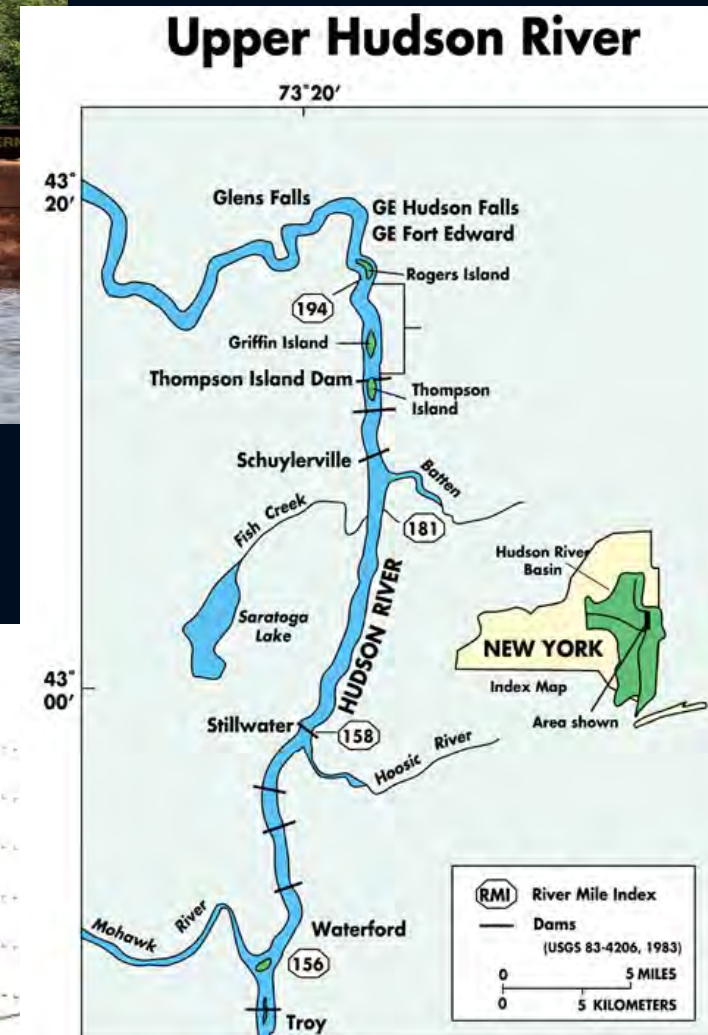 Upper Hudson River
73°20'
43°
20'
Glens Falls
GE Hudson Falls
GE Fort Edward
Rogers Island
194
Griffin Island
Thompson Island Dam
Thompson
Island
Schuylerville
Batten
Fish Creek
181
Saratoga
Lake
HUDSON RIVER
Hudson River
Basin
NEW YORK
Index Map
Area shown
43°
00'
Stillwater
158
Hoosic River
Mohawk River
Waterford
156
Troy
RMI River Mile Index
Dams
(USGS 83-4206, 1983)
0 5 MILES
0 5 KILOMETERS